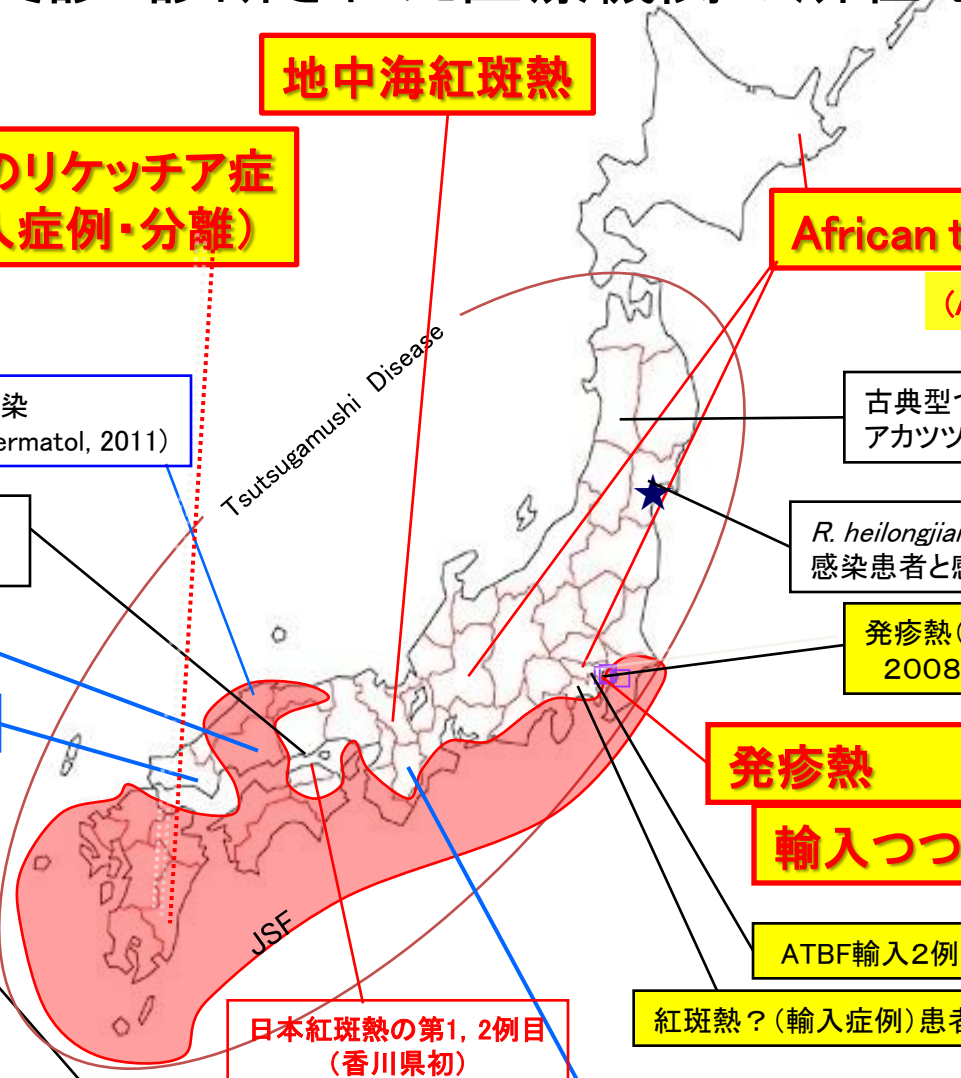 地中海紅斑熱
のリケッチア症
人症例・分離）
African t
Tsutsugamushi Disease
染
ermatol, 2011)
古典型つ
アカツツ
R. heilongjian
感染患者と感
発疹熱（
2008
発疹熱
輸入つつ
JSF
ATBF輸入2例
紅斑熱？（輸入症例）患者
日本紅斑熱の第1, 2例目
（香川県初）